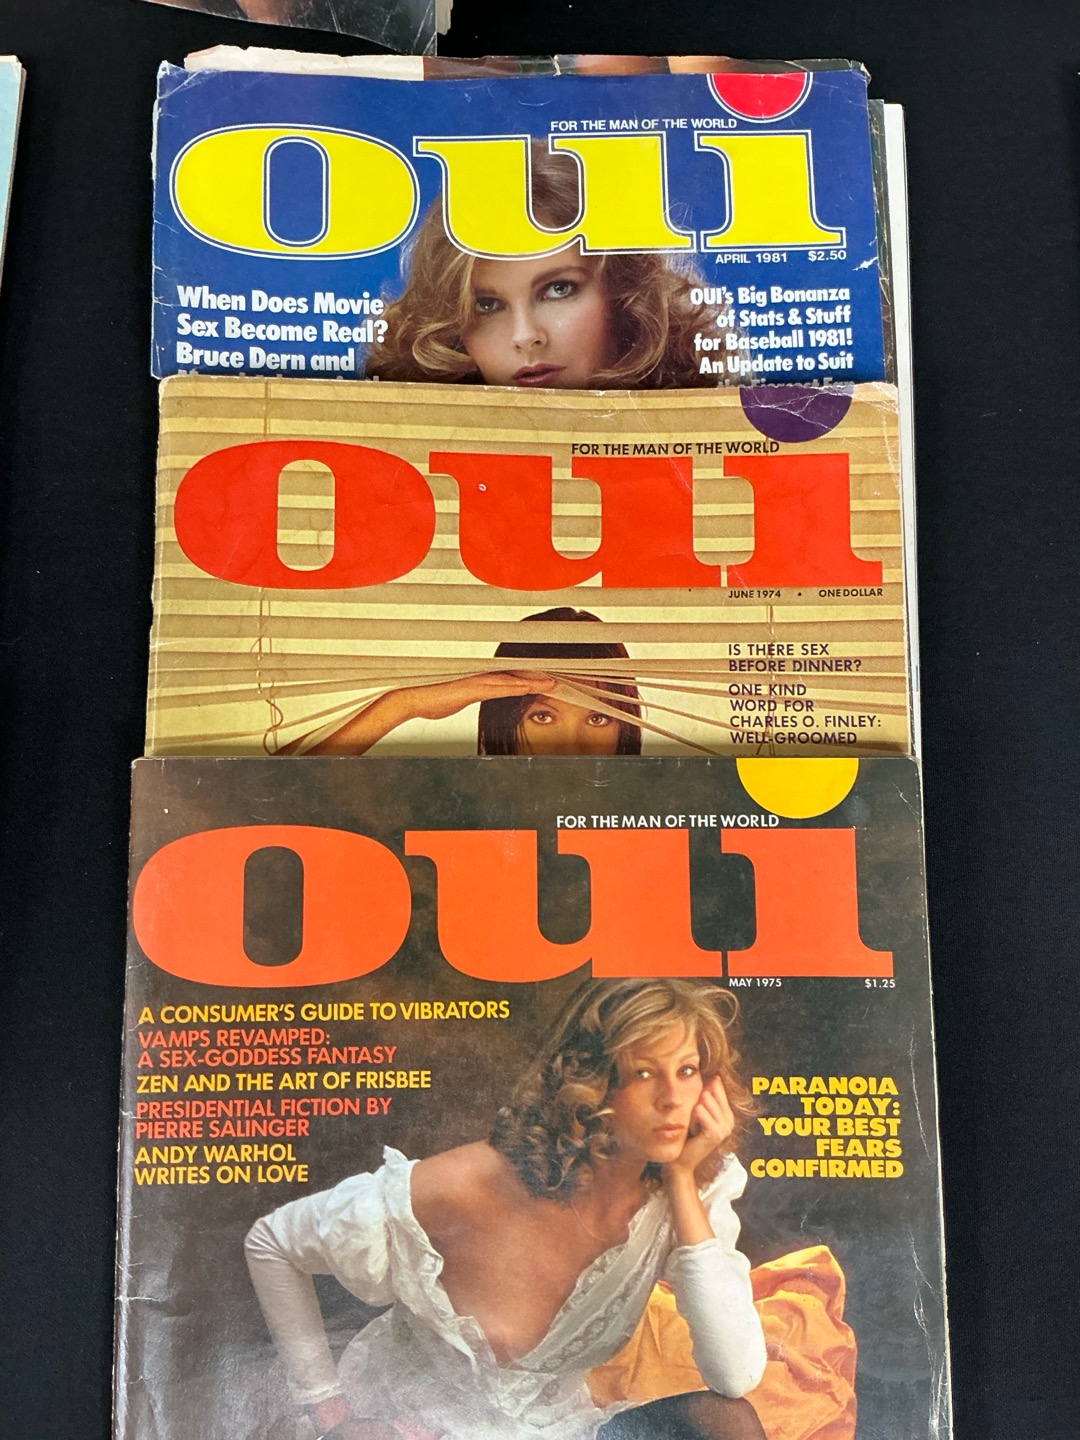 FOR THE MAN OF THE WORLD
oui
APRIL 1981 $2.50
When Does Movie
Sex Become Real?
Bruce Dern and
OUI's Big Bonanza
of Stats & Stuff
for Baseball 1981!
An Update to Suit
FOR THE MAN OF THE WORLD
oui
JUNE 1974 • ONE DOLLAR
IS THERE SEX
BEFORE DINNER?
ONE KIND
WORD FOR
CHARLES O. FINLEY:
WELL-GROOMED
FOR THE MAN OF THE WORLD
oui
MAY 1975 $1.25
A CONSUMER'S GUIDE TO VIBRATORS
VAMPS REVAMPED:
A SEX-GODDESS FANTASY
ZEN AND THE ART OF FRISBEE
PRESIDENTIAL FICTION BY
PIERRE SALINGER
ANDY WARHOL
WRITES ON LOVE
PARANOIA
TODAY:
YOUR BEST
FEARS
CONFIRMED